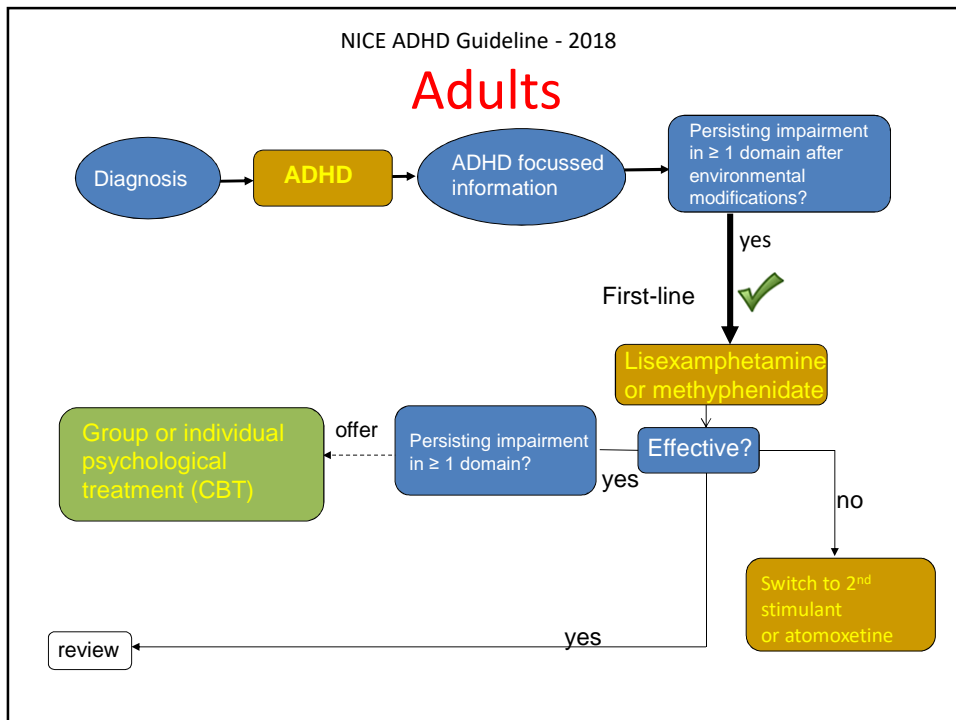 NICE ADHD Guideline - 2018
Adults
Diagnosis
ADHD
ADHD focussed
information
Persisting impairment
in ≥ 1 domain after
environmental
modifications?
yes
First-line
Lisexamphetamine
or methyphenidate
Effective?
yes
Persisting impairment
in ≥ 1 domain?
offer
Group or individual
psychological
treatment (CBT)
no
Switch to 2nd
stimulant
or atomoxetine
yes
review